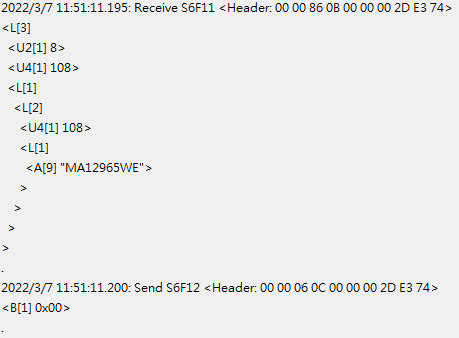 2022/3/7 11:51:11.195: Receive S6F11 <Header: 00 00 86 0B 00 00 00 2D E3 74>
<L[3]
<U2[1] 8>
<U4[1] 108>
<L[1]
<L[2]
<U4[1] 108>
<L[1]
<A[9] "MA12965WE">
>
>
>
>
.
2022/3/7 11:51:11.200: Send S6F12 <Header: 00 00 06 0C 00 00 00 2D E3 74>
<B[1] 0x00>
.